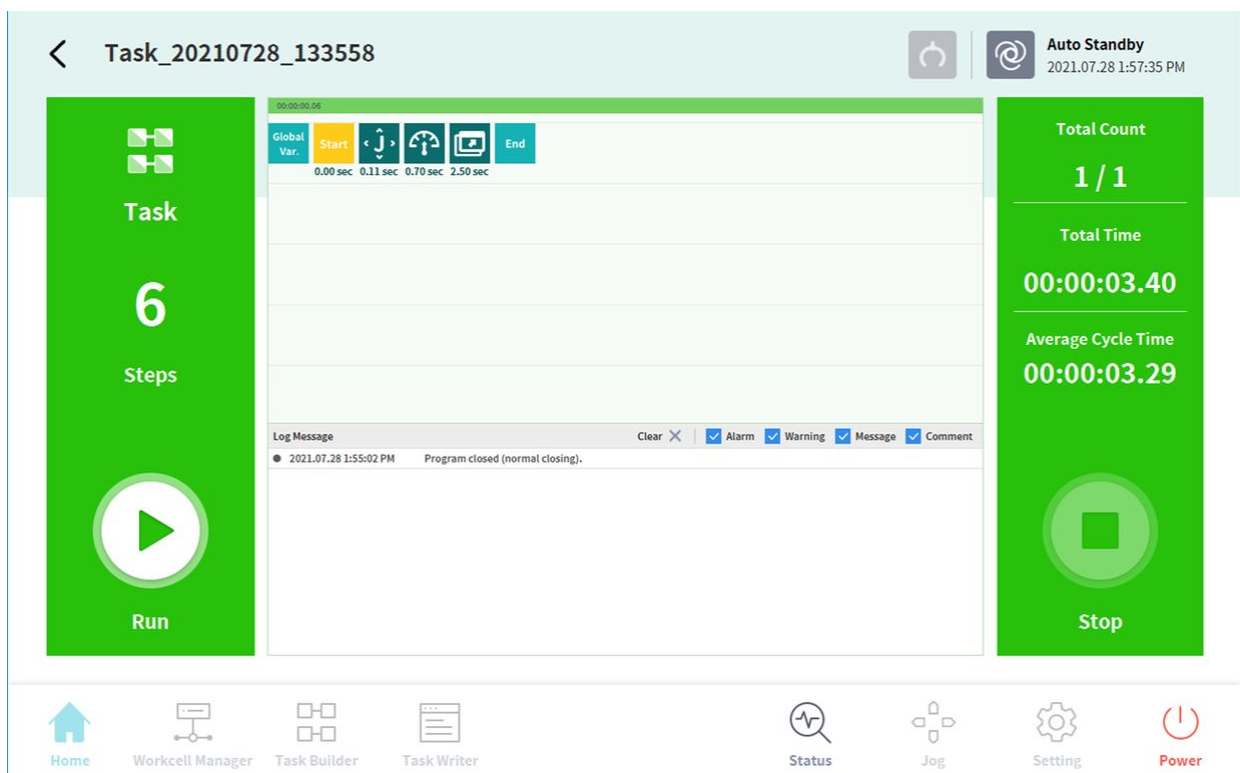 Task_20210728_133558
Auto Standby
2021.07.28 1:57:35 PM
Task
6
Steps
Run
00:00:00.06
Global
Var.
Start
J
End
0.00 sec 0.11 sec 0.70 sec 2.50 sec
Log Message
Clear
Alarm
Warning
Message
Comment
2021.07.28 1:55:02 PM
Program closed (normal closing).
Total Count
1 / 1
Total Time
00:00:03.40
Average Cycle Time
00:00:03.29
Stop
Home
Workcell Manager
Task Builder
Task Writer
Status
Jog
Setting
Power